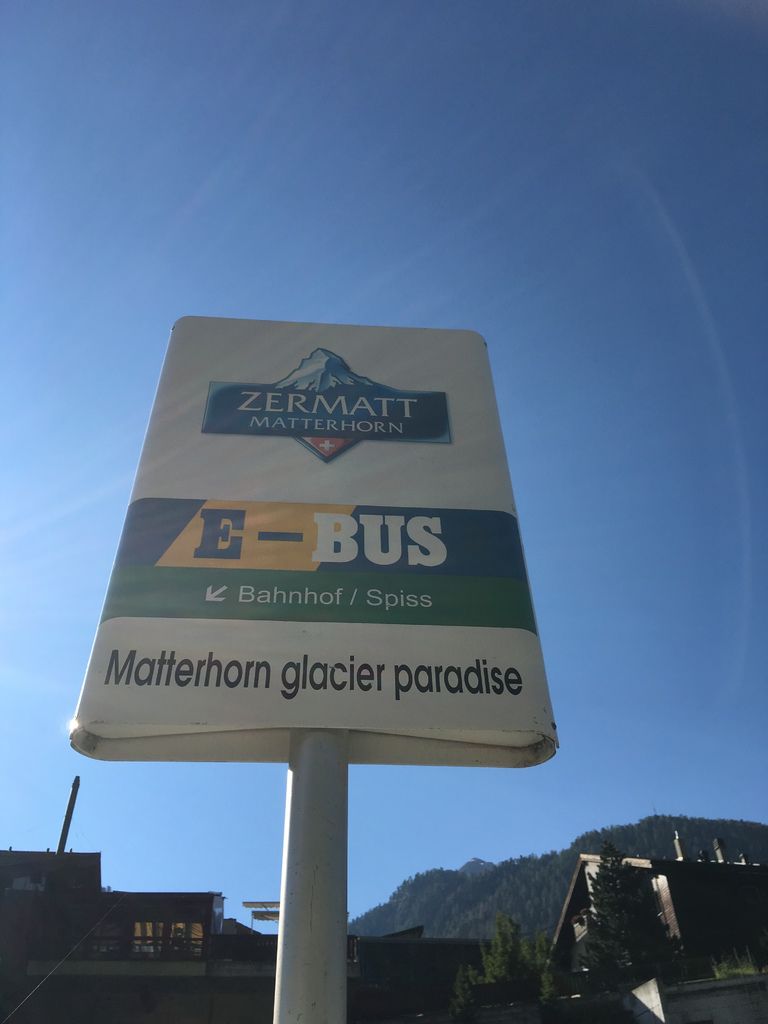 ZERMATT
MATTERHORN
E-BUS
↙ Bahnhof / Spiss
Matterhorn glacier paradise